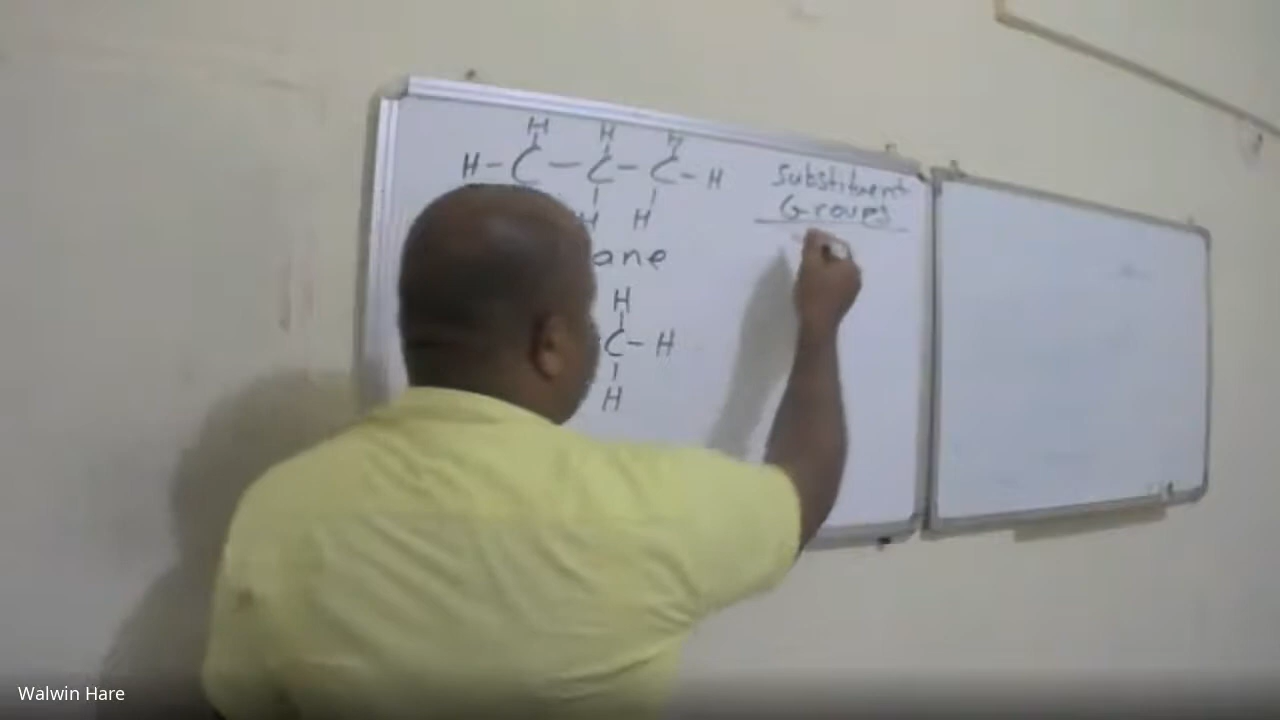 H H H
H - C - C - C - H
H H
ane
H
C - H
H
Substituent
Groups
Walwin Hare